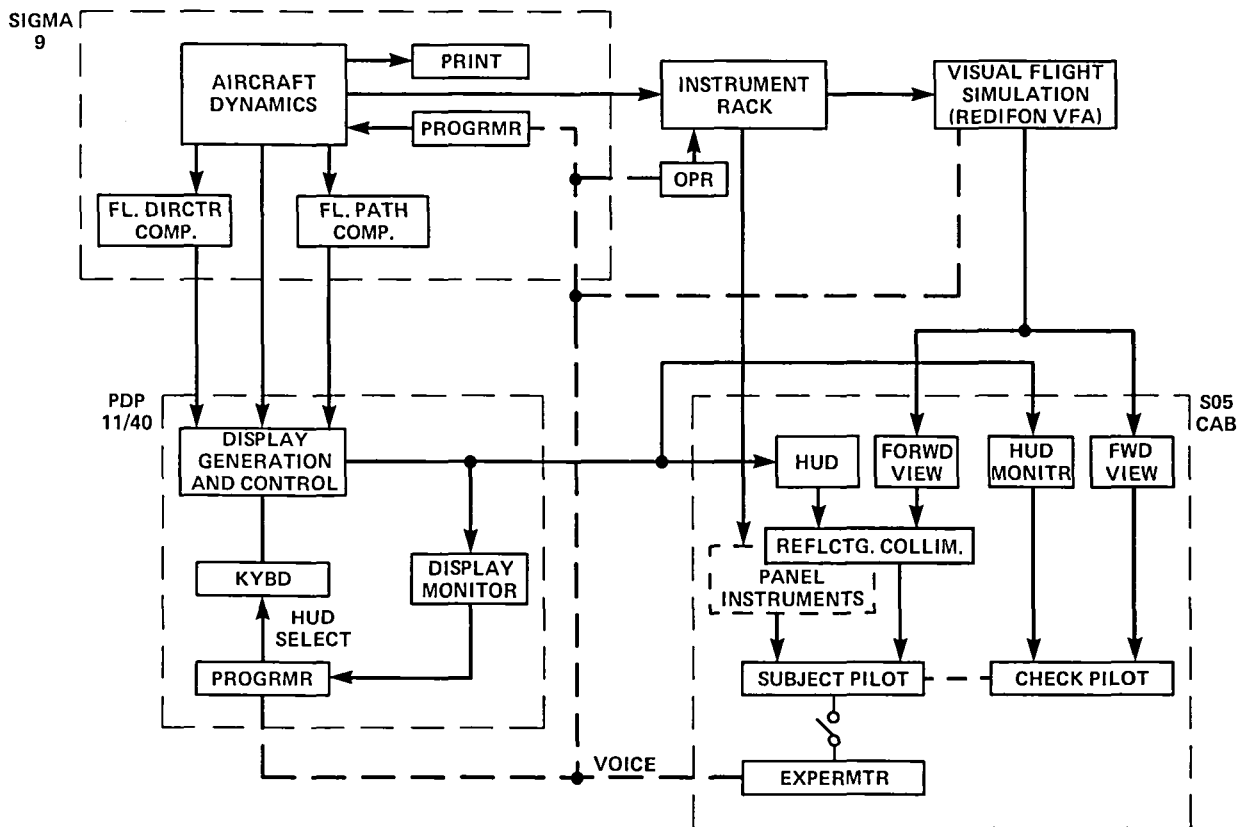 SIGMA
9
AIRCRAFT
DYNAMICS
PRINT
PROGRMR
INSTRUMENT
RACK
VISUAL FLIGHT
SIMULATION
(REDIFON VFA)
OPR
FL. DIRCTR
COMP.
FL. PATH
COMP.
PDP
11/40
S05
CAB
DISPLAY
GENERATION
AND CONTROL
HUD
FORWD
VIEW
HUD
MONITR
FWD
VIEW
REFLCTG. COLLIM.
PANEL
INSTRUMENTS
KYBD
DISPLAY
MONITOR
HUD
SELECT
PROGRMR
SUBJECT PILOT
CHECK PILOT
VOICE
EXPERMTR